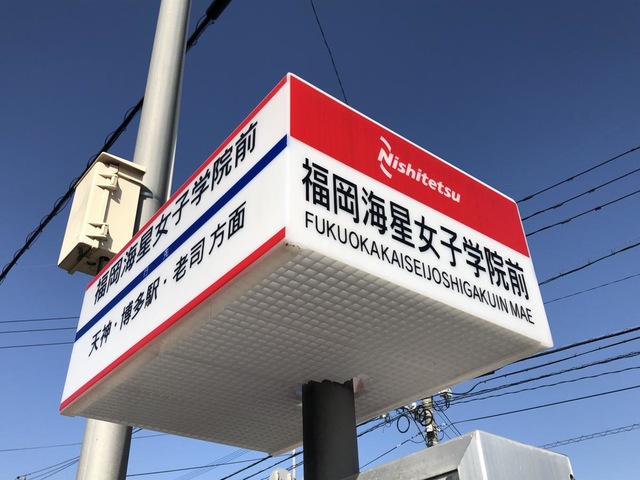 福岡海星女子学院前
天神・博多駅・老司方面
Nishitetsu
福岡海星女子学院前
FUKUOKAKAISEIJOSHIGAKUIN MAE